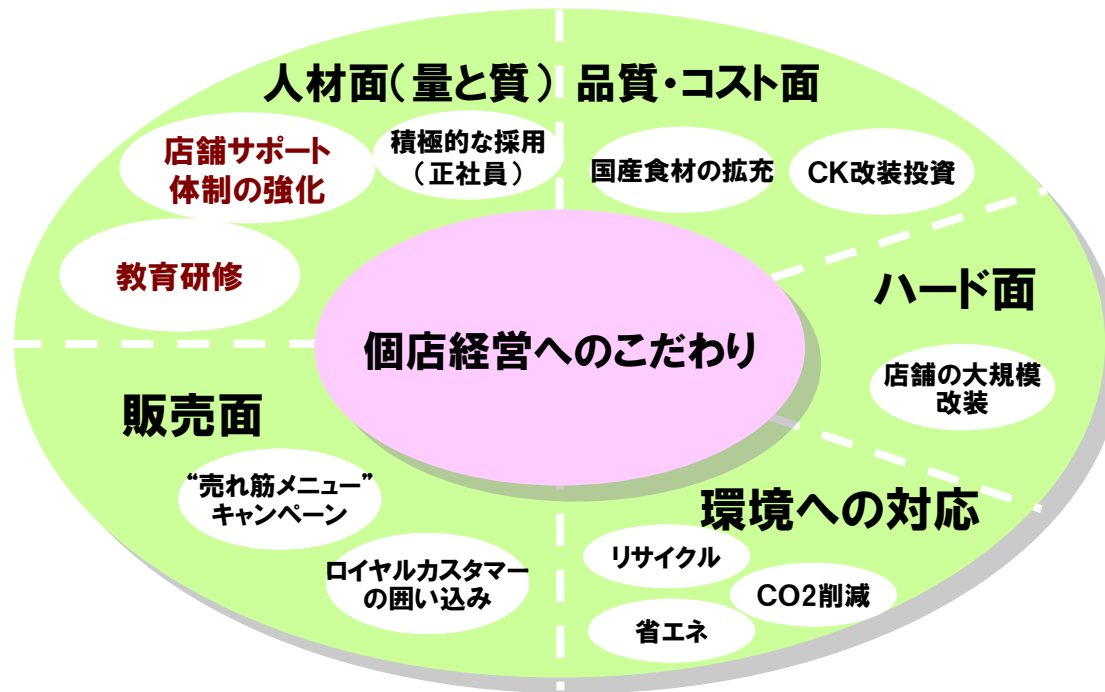 人材面（量と質）
店舗サポート
体制の強化
積極的な採用
（正社員）
教育研修
品質・コスト面
国産食材の拡充
CK改装投資
ハード面
店舗の大規模
改装
個店経営へのこだわり
販売面
“売れ筋メニュー”
キャンペーン
ロイヤルカスタマー
の囲い込み
環境への対応
リサイクル
CO2削減
省エネ